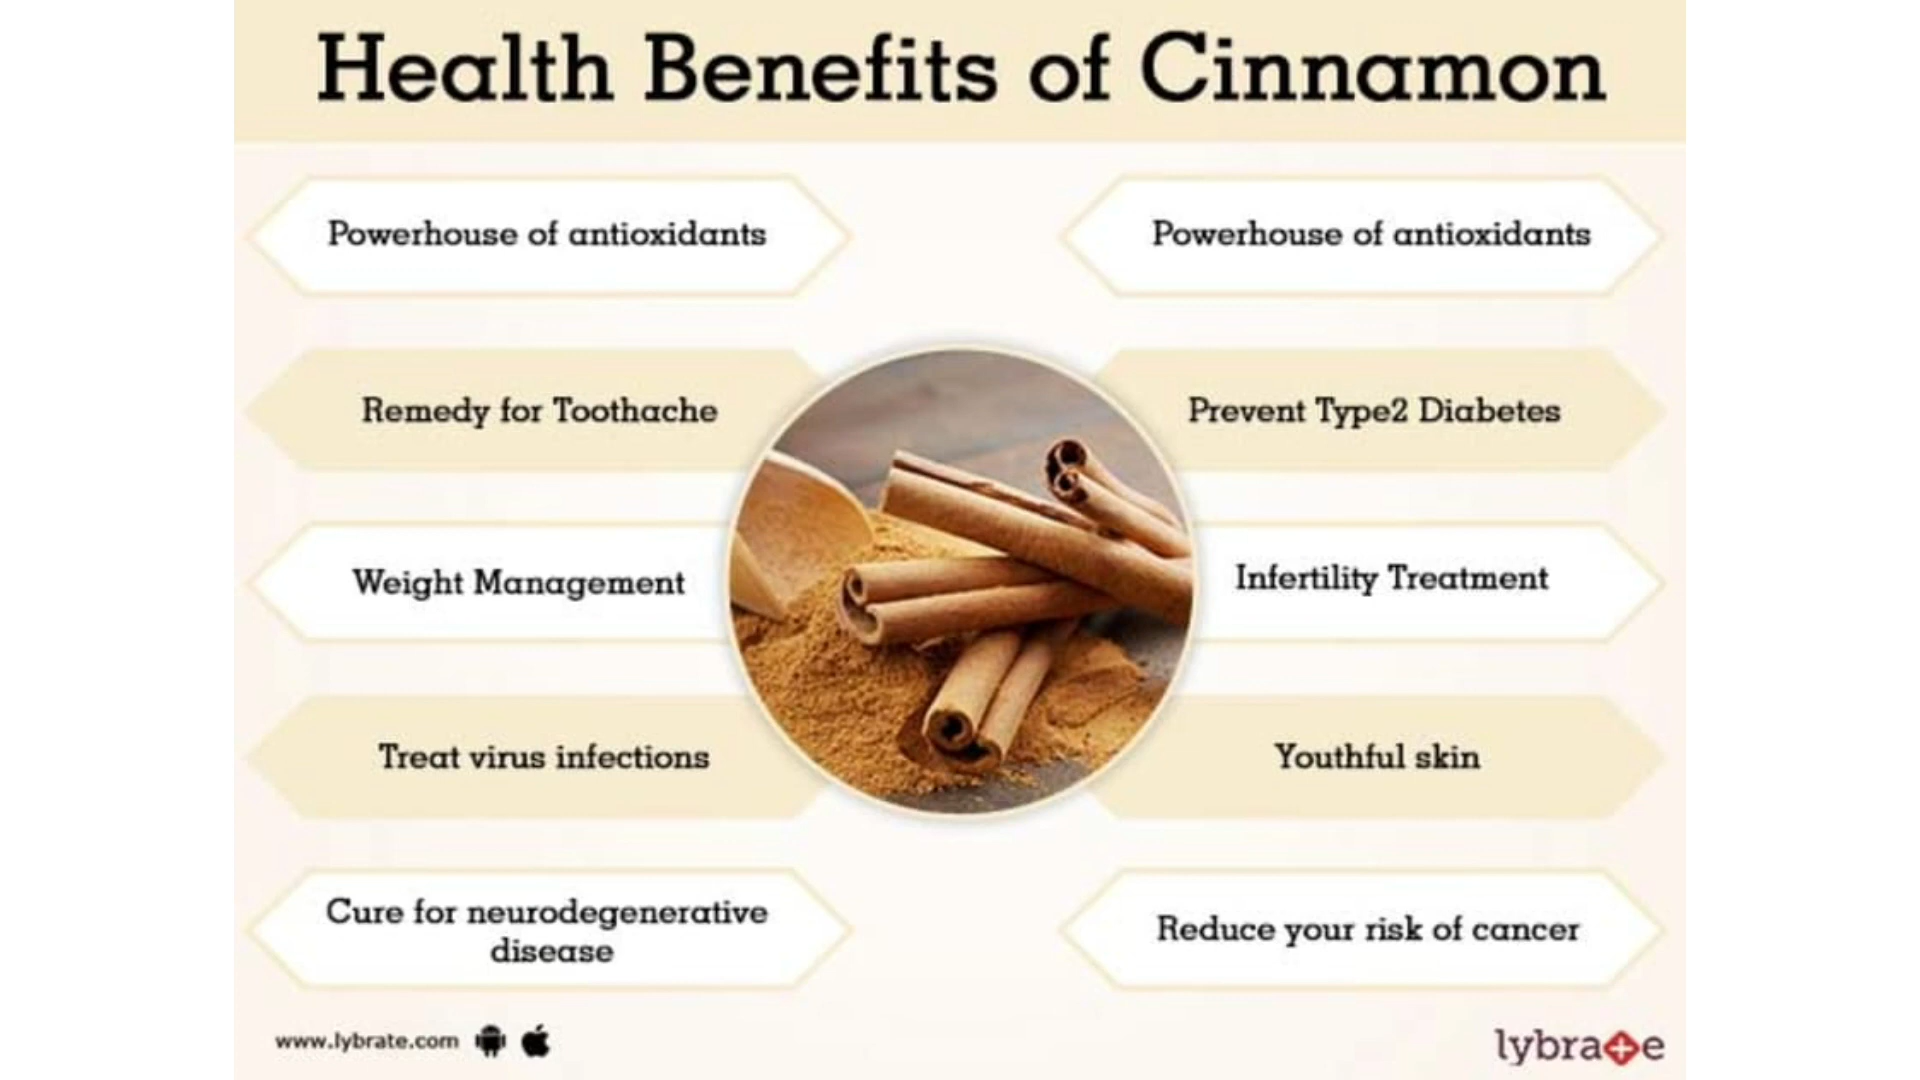 Health Benefits of Cinnamon
Powerhouse of antioxidants
Powerhouse of antioxidants
Remedy for Toothache
Prevent Type2 Diabetes
Weight Management
Infertility Treatment
Treat virus infections
Youthful skin
Cure for neurodegenerative
disease
Reduce your risk of cancer
www.lybrate.com
lybrate